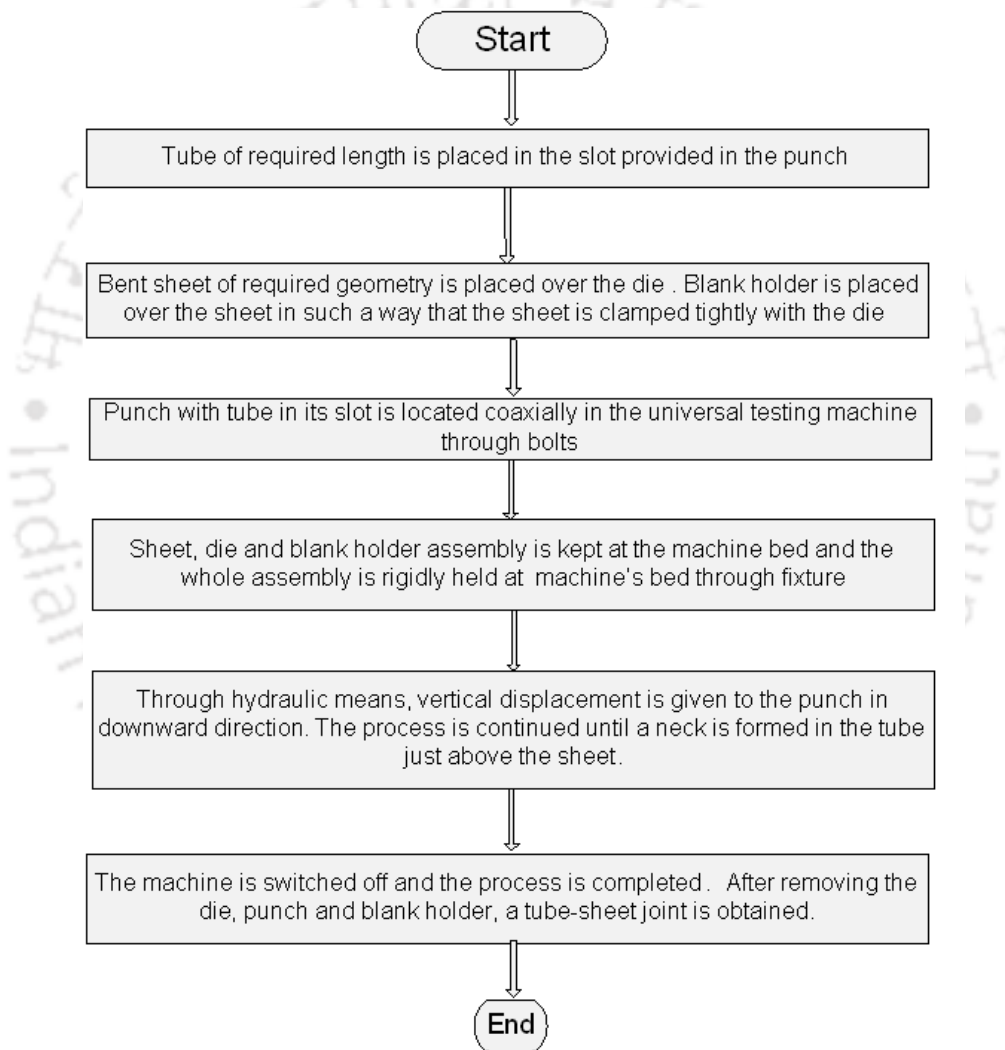 Start
Tube of required length is placed in the slot provided in the punch
Bent sheet of required geometry is placed over the die . Blank holder is placed
over the sheet in such a way that the sheet is clamped tightly with the die
Punch with tube in its slot is located coaxially in the universal testing machine
through bolts
Sheet, die and blank holder assembly is kept at the machine bed and the
whole assembly is rigidly held at machine's bed through fixture
Through hydraulic means, vertical displacement is given to the punch in
downward direction. The process is continued until a neck is formed in the tube
just above the sheet.
The machine is switched off and the process is completed . After removing the
die, punch and blank holder, a tube-sheet joint is obtained.
End